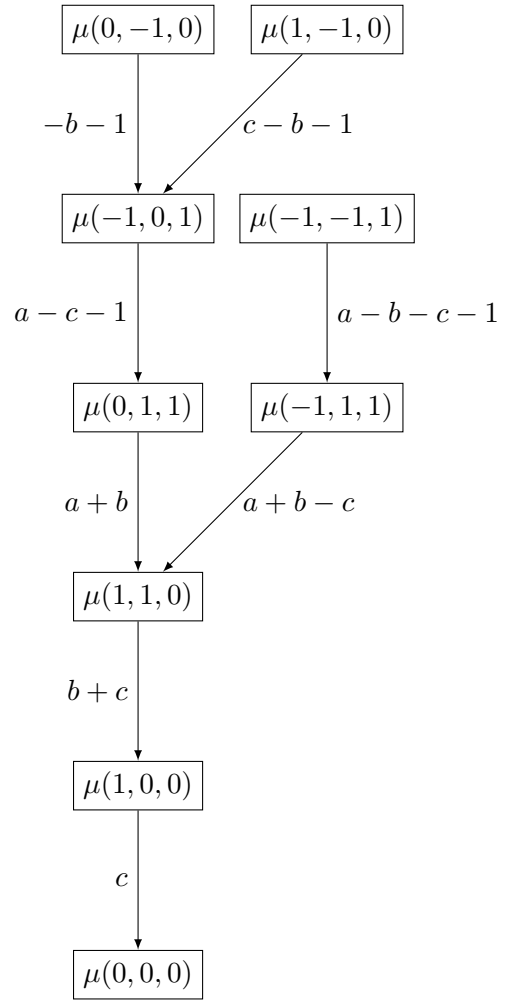 μ(0, −1, 0) μ(1, −1, 0)
−b − 1 c − b − 1
μ(−1, 0, 1) μ(−1, −1, 1)
a − c − 1 a − b − c − 1
μ(0, 1, 1) μ(−1, 1, 1)
a + b a + b − c
μ(1, 1, 0)
b + c
μ(1, 0, 0)
c
μ(0, 0, 0)